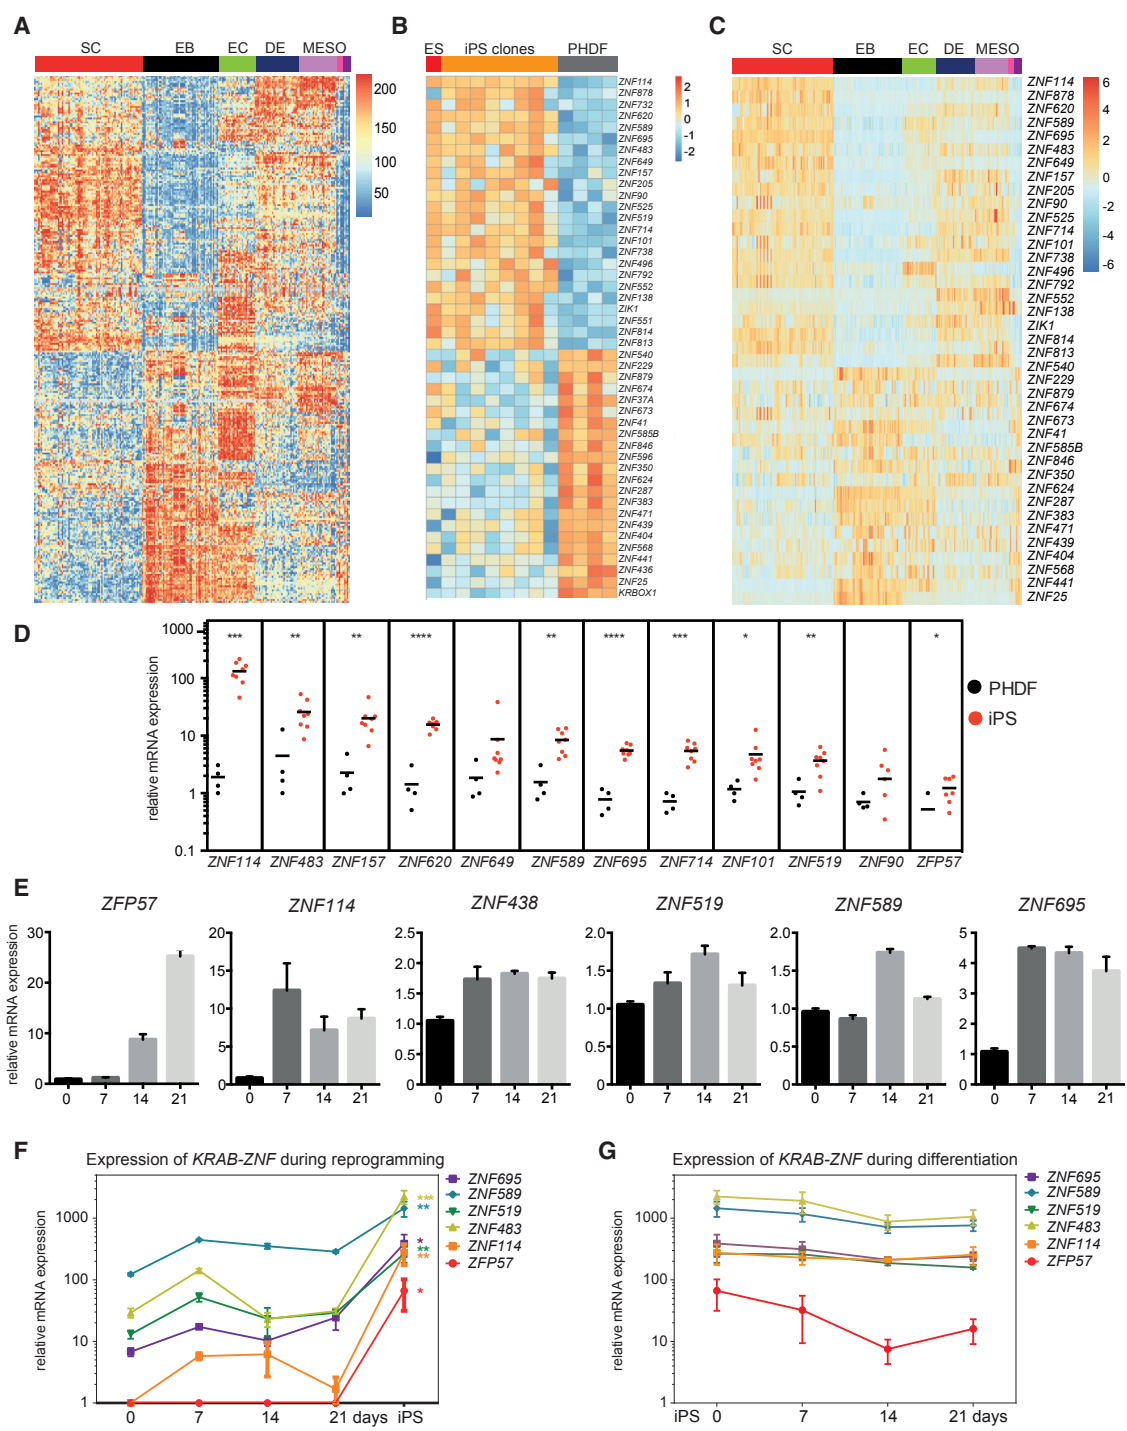 A
SC EB EC DE MESO
200
150
100
50
B
ES iPS clones PHDF
ZNF114
ZNF878
ZNF732
ZNF620
ZNF589
ZNF695
ZNF483
ZNF649
ZNF157
ZNF205
ZNF90
ZNF525
ZNF519
ZNF714
ZNF101
ZNF738
ZNF496
ZNF792
ZNF552
ZNF138
ZIK1
ZNF551
ZNF814
ZNF813
ZNF540
ZNF229
ZNF879
ZNF674
ZNF37A
ZNF673
ZNF41
ZNF585B
ZNF846
ZNF596
ZNF350
ZNF624
ZNF287
ZNF383
ZNF471
ZNF439
ZNF404
ZNF568
ZNF441
ZNF436
ZNF25
KRBOX1
2
1
0
-1
-2
C
SC EB EC DE MESO
ZNF114
ZNF878
ZNF620
ZNF589
ZNF695
ZNF483
ZNF649
ZNF157
ZNF205
ZNF90
ZNF525
ZNF714
ZNF101
ZNF738
ZNF496
ZNF792
ZNF552
ZNF138
ZIK1
ZNF814
ZNF813
ZNF540
ZNF229
ZNF879
ZNF674
ZNF673
ZNF41
ZNF585B
ZNF846
ZNF350
ZNF624
ZNF287
ZNF383
ZNF471
ZNF439
ZNF404
ZNF568
ZNF441
ZNF25
6
4
2
0
-2
-4
-6
D
relative mRNA expression
1000
100
10
1
0.1
*** ** ** **** ** **** *** * ** *
ZNF114 ZNF483 ZNF157 ZNF620 ZNF649 ZNF589 ZNF695 ZNF714 ZNF101 ZNF519 ZNF90 ZFP57
PHDF
iPS
E
relative mRNA expression
ZFP57
30
20
10
0
0 7 14 21
ZNF114
20
15
10
5
0
0 7 14 21
ZNF438
2.5
2.0
1.5
1.0
0.5
0
0 7 14 21
ZNF519
2.0
1.5
1.0
0.5
0
0 7 14 21
ZNF589
2.0
1.5
1.0
0.5
0
0 7 14 21
ZNF695
5
4
3
2
1
0
0 7 14 21
F
Expression of KRAB-ZNF during reprogramming
relative mRNA expression
1000
100
10
1
0 7 14 21 days iPS
***
**
*
**
**
*
ZNF695
ZNF589
ZNF519
ZNF483
ZNF114
ZFP57
G
Expression of KRAB-ZNF during differentiation
relative mRNA expression
1000
100
10
1
iPS 0 7 14 21 days
ZNF695
ZNF589
ZNF519
ZNF483
ZNF114
ZFP57